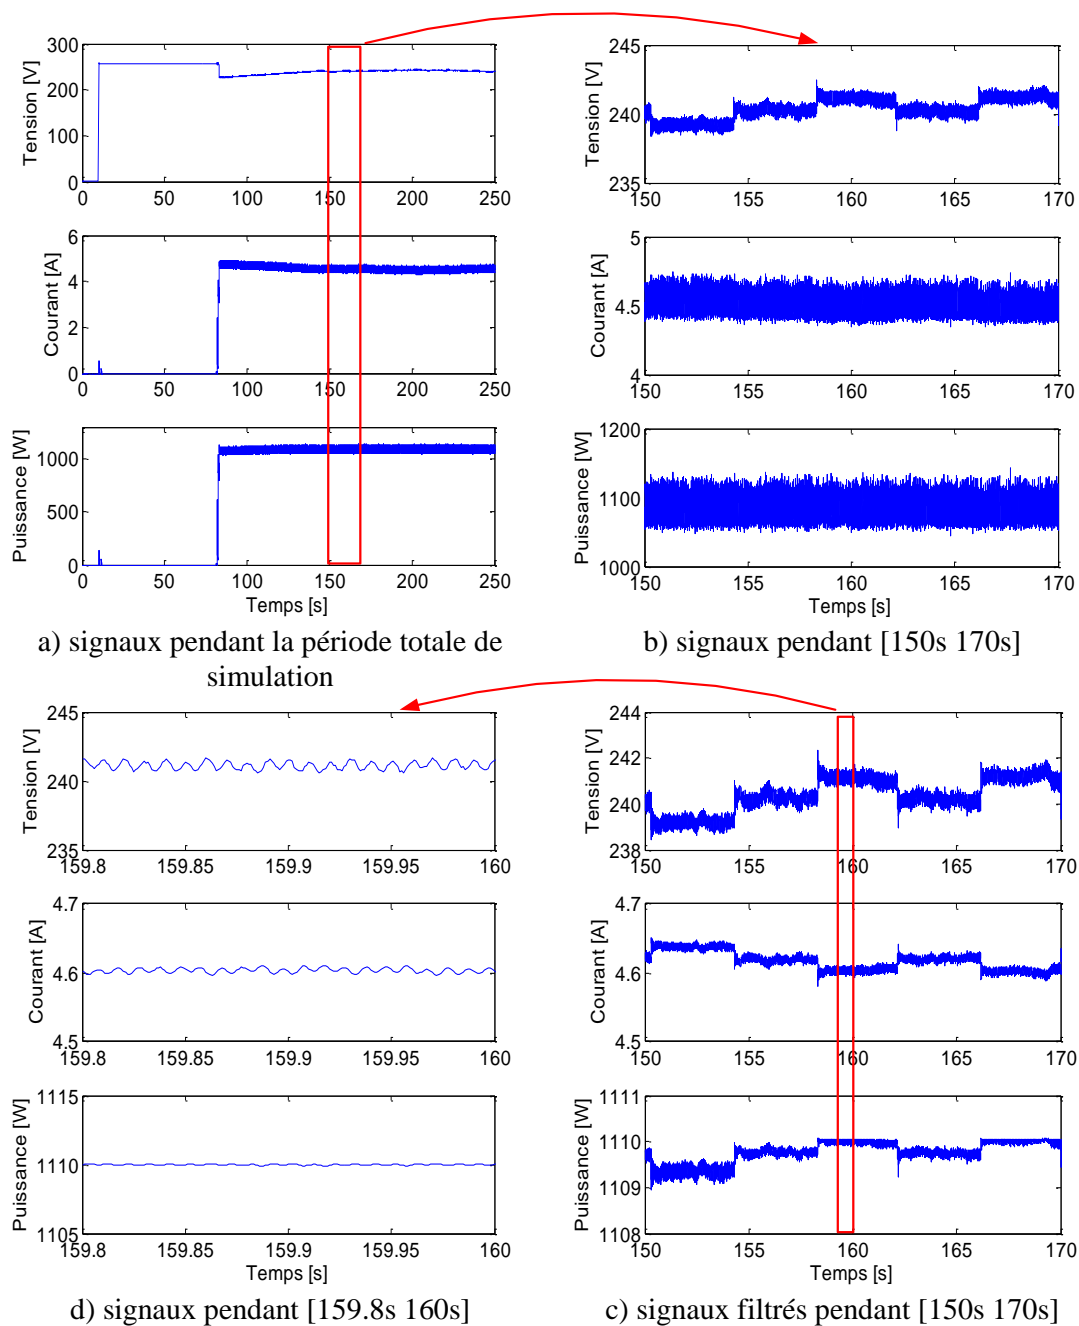 300
200
100
0
Tension [V]
0 50 100 150 200 250
6
4
2
0
Courant [A]
0 50 100 150 200 250
1000
500
0
Puissance [W]
0 50 100 150 200 250
Temps [s]
a) signaux pendant la période totale de
simulation
245
240
235
Tension [V]
150 155 160 165 170
5
4.5
4
Courant [A]
150 155 160 165 170
1200
1100
1000
Puissance [W]
150 155 160 165 170
Temps [s]
b) signaux pendant [150s 170s]
245
240
235
Tension [V]
159.8 159.85 159.9 159.95 160
4.7
4.6
4.5
Courant [A]
159.8 159.85 159.9 159.95 160
1115
1110
1105
Puissance [W]
159.8 159.85 159.9 159.95 160
Temps [s]
d) signaux pendant [159.8s 160s]
244
242
240
238
Tension [V]
150 155 160 165 170
4.7
4.6
4.5
Courant [A]
150 155 160 165 170
1111
1110
1109
1108
Puissance [W]
150 155 160 165 170
Temps [s]
c) signaux filtrés pendant [150s 170s]